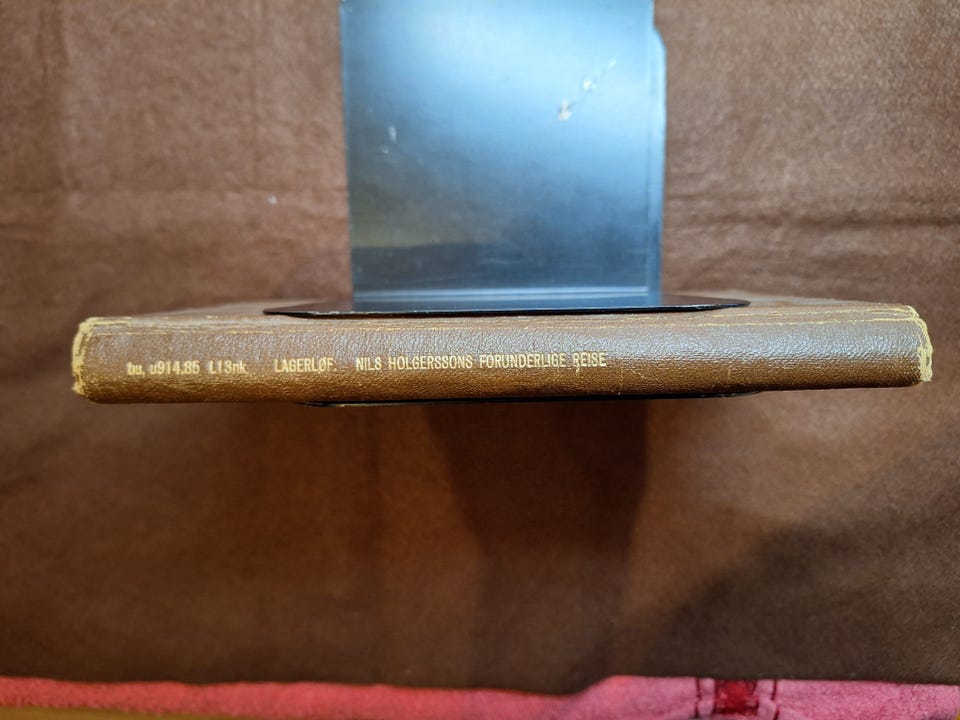 bu, u914.85 L13nk LAGERLØF: NILS HOLGERSSONS FORUNDERLIGE REISE